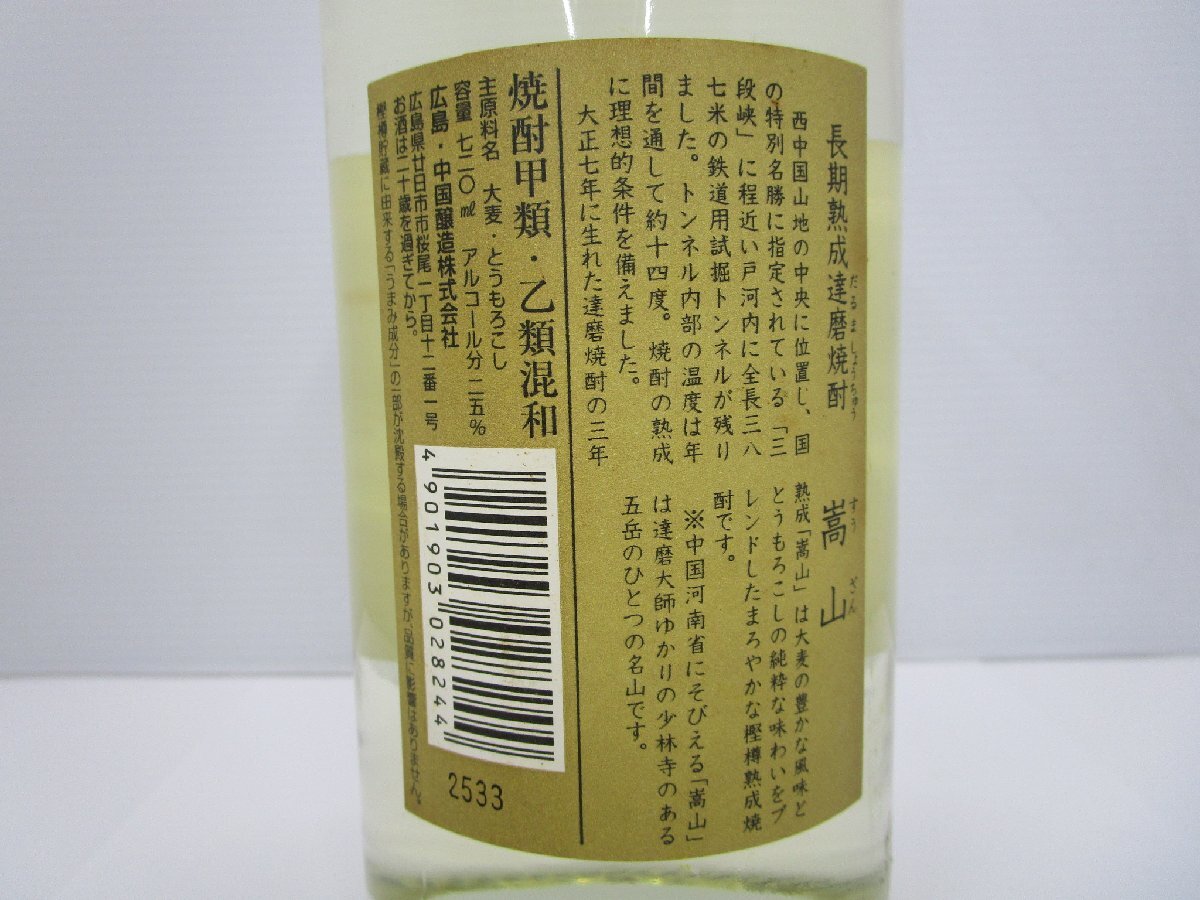 長期熟成達磨焼酎 嵩山
だるましょうちゅう すうざん
西中国山地の中央に位置し、国
の特別名勝に指定されている「三
段峡」に程近い戸河内に全長三八
七米の鉄道用試掘トンネルが残り
ました。トンネル内部の温度は年
間を通して約十四度。焼酎の熟成
に理想的条件を備えました。
大正七年に生れた達磨焼酎の三年
熟成「嵩山」は大麦の豊かな風味と
とうもろこしの純粋な味わいをブ
レンドしたまろやかな樫樽熟成焼
酎です。
※中国河南省にそびえる「嵩山」
は達磨大師ゆかりの少林寺のある
五岳のひとつの名山です。
焼酎甲類・乙類混和
主原料名 大麦・とうもろこし
容量 七二〇ml アルコール分 二五%
広島・中国醸造株式会社
広島県廿日市市桜尾一丁目十二番一号
お酒は二十歳を過ぎてから。
樫樽貯蔵に由来する「うまみ成分」の一部が沈殿する場合がありますが、品質に影響はありません。
4901903028244
2533